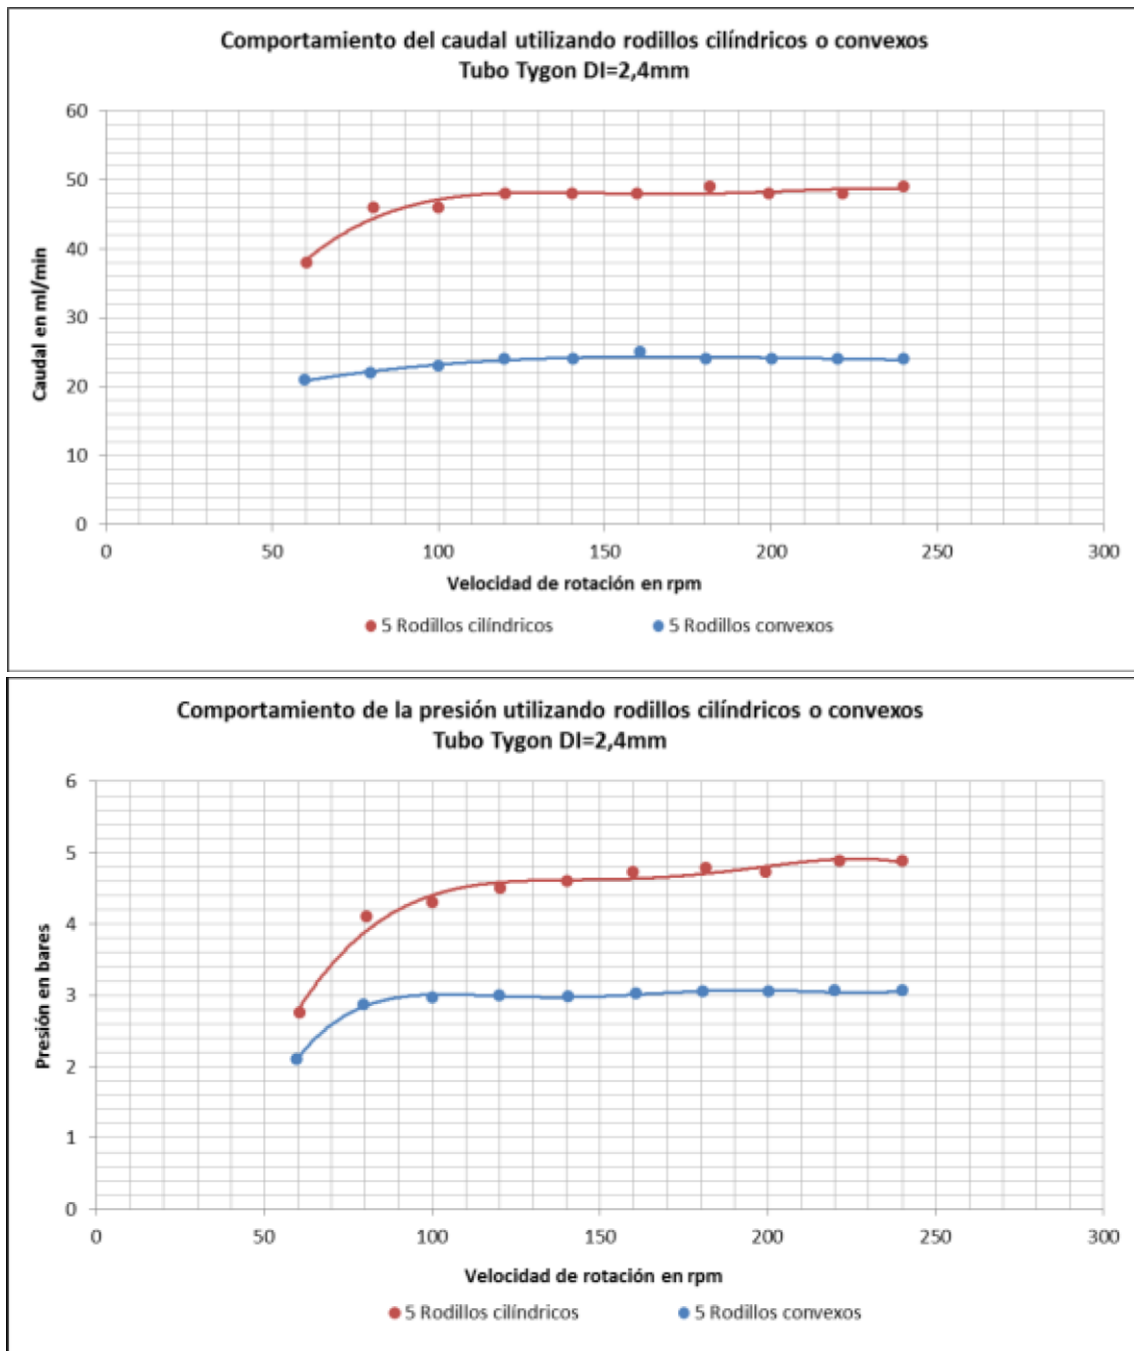 Comportamiento del caudal utilizando rodillos cilíndricos o convexos
Tubo Tygon DI=2,4mm
Caudal en ml/min
60
50
40
30
20
10
0
0 50 100 150 200 250 300
Velocidad de rotación en rpm
5 Rodillos cilíndricos 5 Rodillos convexos
Comportamiento de la presión utilizando rodillos cilíndricos o convexos
Tubo Tygon DI=2,4mm
Presión en bares
6
5
4
3
2
1
0
0 50 100 150 200 250 300
Velocidad de rotación en rpm
5 Rodillos cilíndricos 5 Rodillos convexos